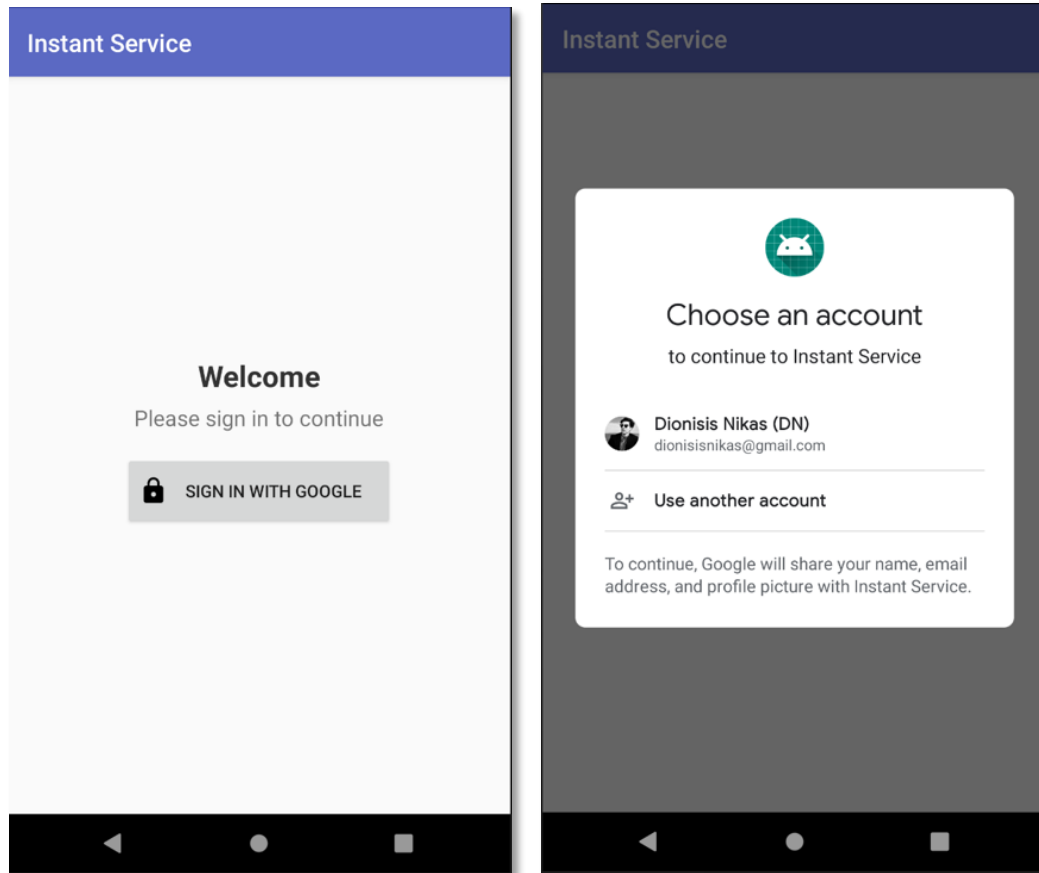 Instant Service
Welcome
Please sign in to continue
SIGN IN WITH GOOGLE
Instant Service
Choose an account
to continue to Instant Service
Dionisis Nikas (DN)
dionisisnikas@gmail.com
Use another account
To continue, Google will share your name, email
address, and profile picture with Instant Service.